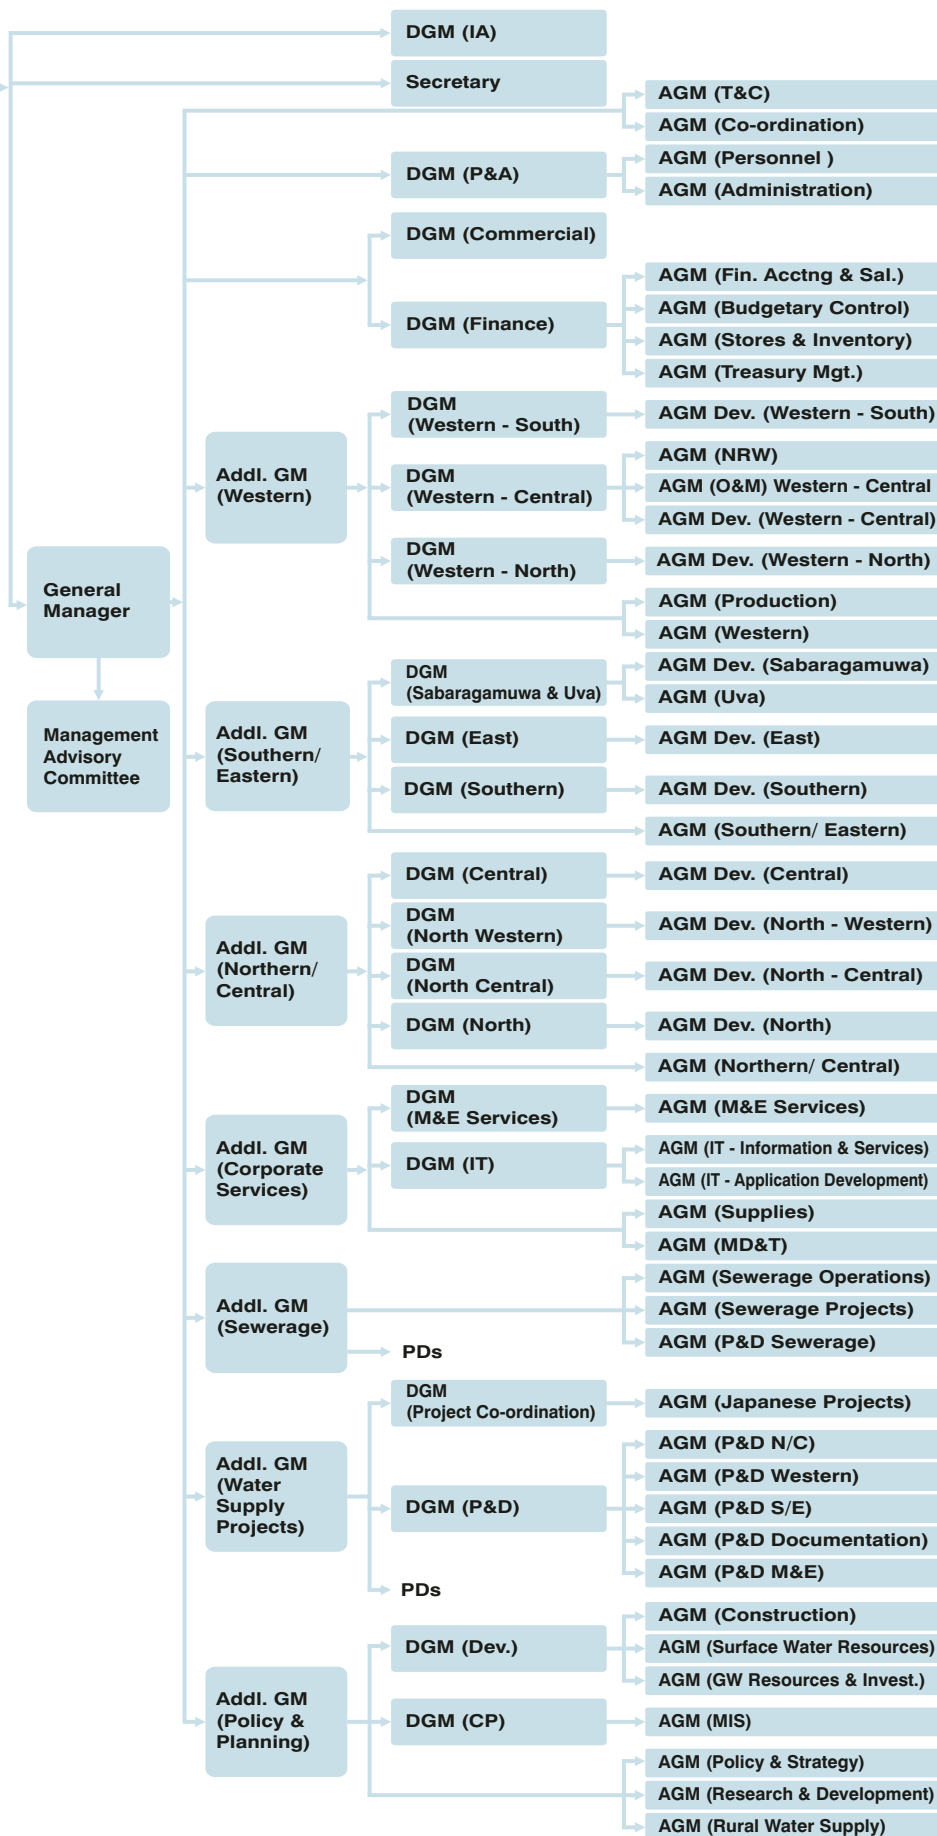 DGM (IA)
Secretary
AGM (T&C)
AGM (Co-ordination)
DGM (P&A)
AGM (Personnel )
AGM (Administration)
DGM (Commercial)
DGM (Finance)
AGM (Fin. Acctng & Sal.)
AGM (Budgetary Control)
AGM (Stores & Inventory)
AGM (Treasury Mgt.)
General
Manager
Management
Advisory
Committee
Addl. GM
(Western)
DGM
(Western - South)
AGM Dev. (Western - South)
DGM
(Western - Central)
AGM (NRW)
AGM (O&M) Western - Central
AGM Dev. (Western - Central)
DGM
(Western - North)
AGM Dev. (Western - North)
AGM (Production)
AGM (Western)
Addl. GM
(Southern/
Eastern)
DGM
(Sabaragamuwa & Uva)
AGM Dev. (Sabaragamuwa)
AGM (Uva)
DGM (East)
AGM Dev. (East)
DGM (Southern)
AGM Dev. (Southern)
AGM (Southern/ Eastern)
Addl. GM
(Northern/
Central)
DGM (Central)
AGM Dev. (Central)
DGM
(North Western)
AGM Dev. (North - Western)
DGM
(North Central)
AGM Dev. (North - Central)
DGM (North)
AGM Dev. (North)
AGM (Northern/ Central)
Addl. GM
(Corporate
Services)
DGM
(M&E Services)
AGM (M&E Services)
DGM (IT)
AGM (IT - Information & Services)
AGM (IT - Application Development)
AGM (Supplies)
AGM (MD&T)
Addl. GM
(Sewerage)
AGM (Sewerage Operations)
AGM (Sewerage Projects)
AGM (P&D Sewerage)
PDs
Addl. GM
(Water
Supply
Projects)
DGM
(Project Co-ordination)
AGM (Japanese Projects)
DGM (P&D)
AGM (P&D N/C)
AGM (P&D Western)
AGM (P&D S/E)
AGM (P&D Documentation)
AGM (P&D M&E)
PDs
Addl. GM
(Policy &
Planning)
DGM (Dev.)
AGM (Construction)
AGM (Surface Water Resources)
AGM (GW Resources & Invest.)
DGM (CP)
AGM (MIS)
AGM (Policy & Strategy)
AGM (Research & Development)
AGM (Rural Water Supply)